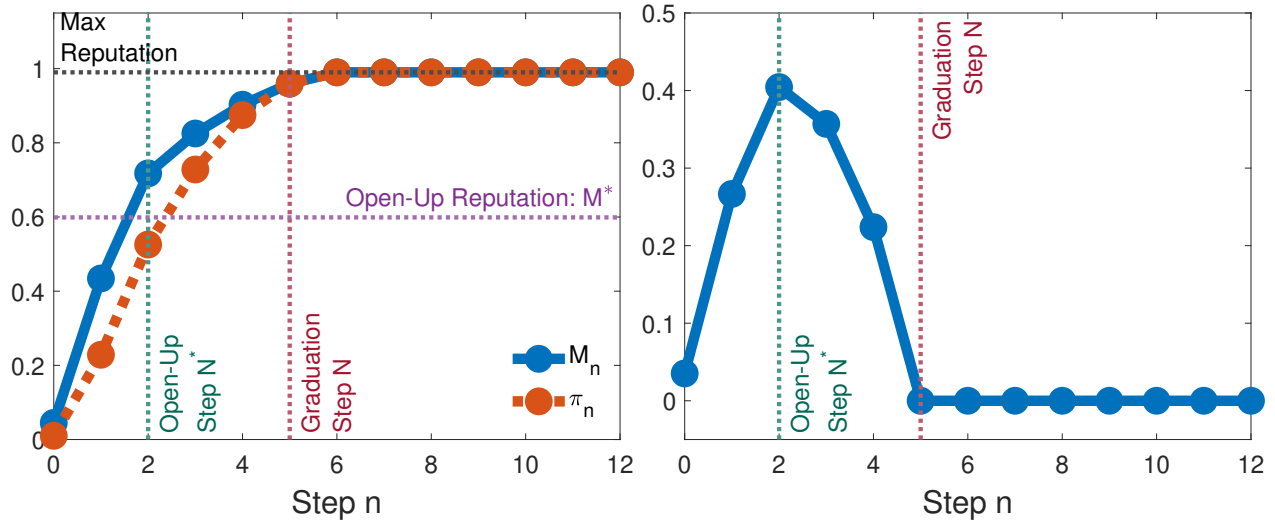 Max
Reputation
1
0.8
0.6
0.4
0.2
0
Open-Up Reputation: M*
Open-Up
Step N*
Graduation
Step N
M_n
π_n
0 2 4 6 8 10 12
Step n
0.5
0.4
0.3
0.2
0.1
0
Open-Up
Step N*
Graduation
Step N
0 2 4 6 8 10 12
Step n